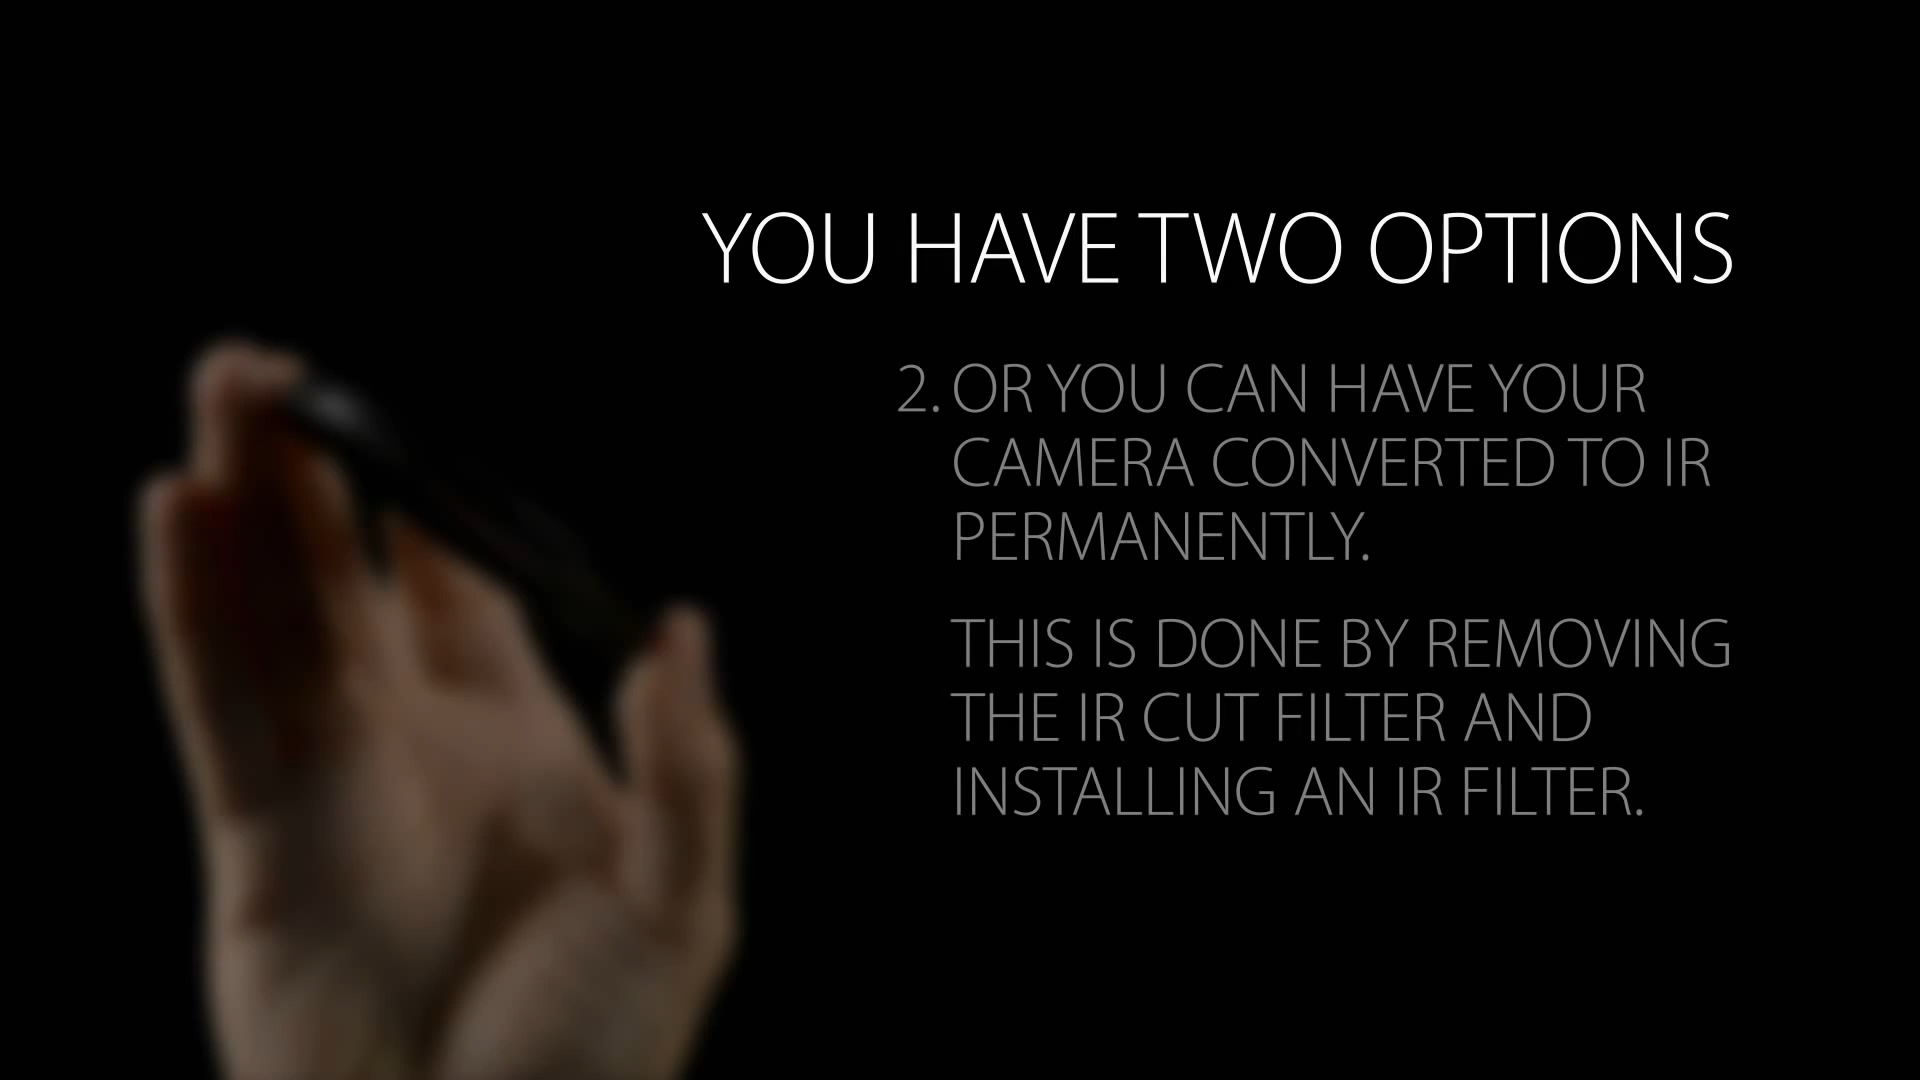 YOU HAVE TWO OPTIONS
2. OR YOU CAN HAVE YOUR
CAMERA CONVERTED TO IR
PERMANENTLY.
THIS IS DONE BY REMOVING
THE IR CUT FILTER AND
INSTALLING AN IR FILTER.